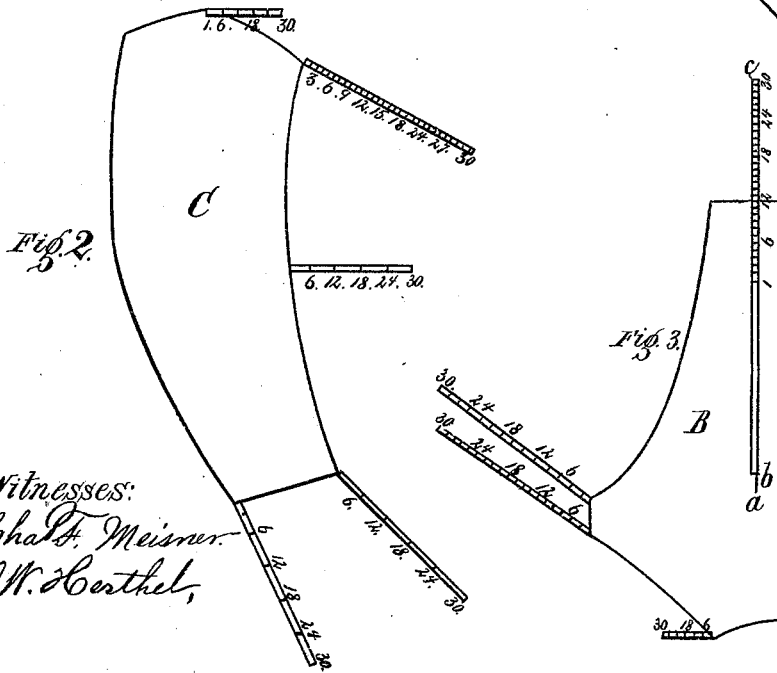 1. 6. 18. 30.
3. 6. 9. 12. 15. 18. 24. 27. 30
C
Fig. 2.
6. 12. 18. 24. 30.
6. 12. 18. 24. 30.
6 12 18 24 30.
Witnesses:
Meisner.
W. Herthel,
c
30 24 18 12 6 1
Fig. 3.
B
b
a
30. 24 18 12 6
30 24 18 12 6
30 18 6